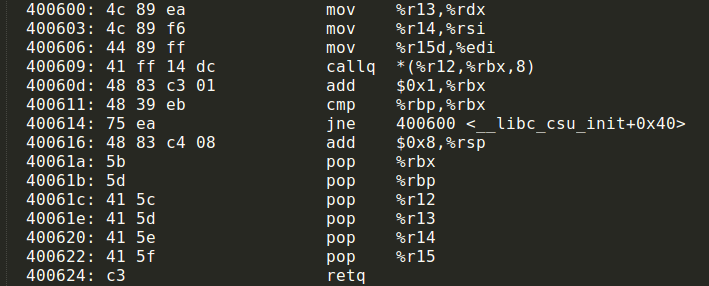 400600: 4c 89 ea mov %r13,%rdx
400603: 4c 89 f6 mov %r14,%rsi
400606: 44 89 ff mov %r15d,%edi
400609: 41 ff 14 dc callq *(%r12,%rbx,8)
40060d: 48 83 c3 01 add $0x1,%rbx
400611: 48 39 eb cmp %rbp,%rbx
400614: 75 ea jne 400600 <__libc_csu_init+0x40>
400616: 48 83 c4 08 add $0x8,%rsp
40061a: 5b pop %rbx
40061b: 5d pop %rbp
40061c: 41 5c pop %r12
40061e: 41 5d pop %r13
400620: 41 5e pop %r14
400622: 41 5f pop %r15
400624: c3 retq